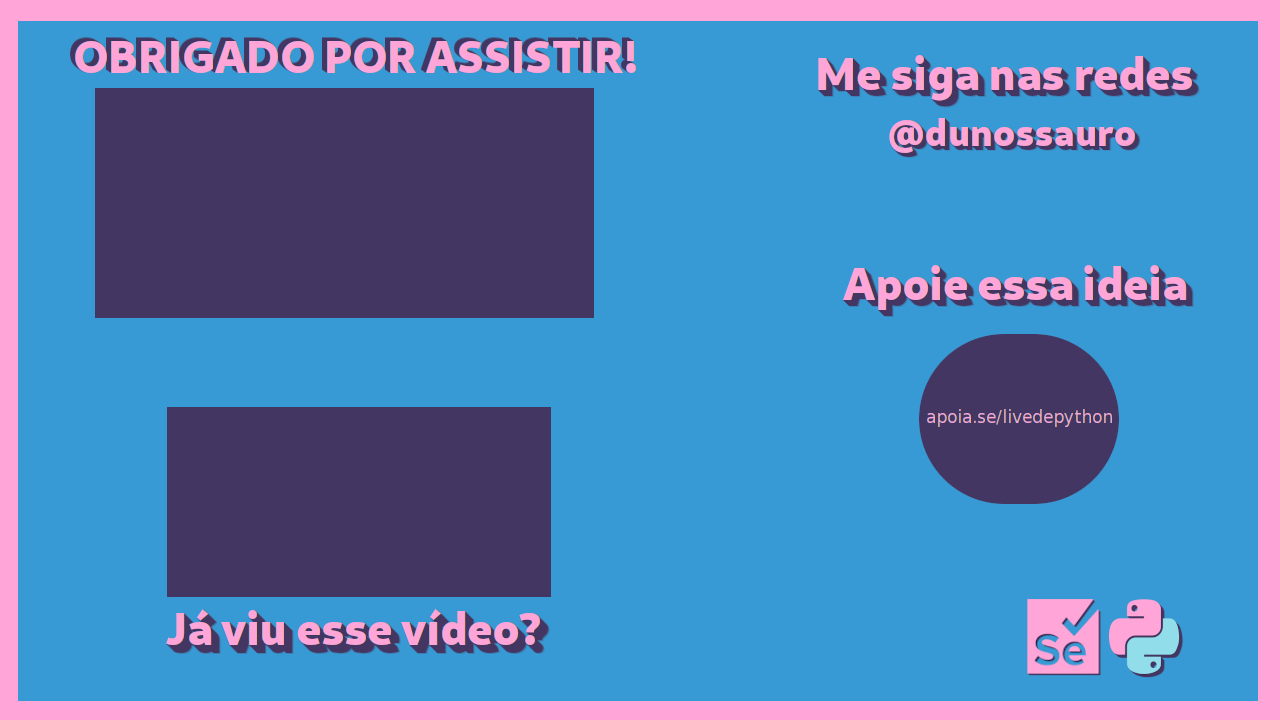 OBRIGADO POR ASSISTIR!
Me siga nas redes
@dunossauro
Apoie essa ideia
apoia.se/livedepython
Já viu esse vídeo?
Se